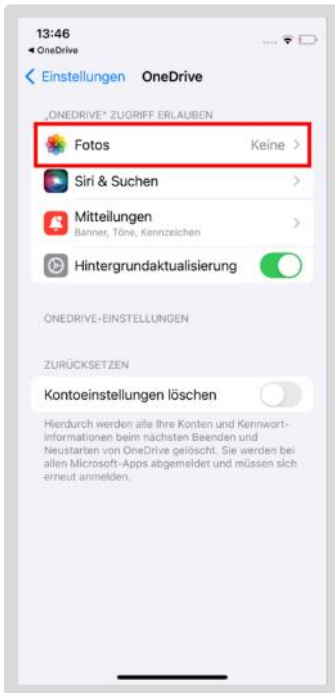 13:46
◀ OneDrive
Einstellungen OneDrive
„ONEDRIVE“ ZUGRIFF ERLAUBEN
Fotos Keine
Siri & Suchen
Mitteilungen
Banner, Töne, Kennzeichen
Hintergrundaktualisierung
ONEDRIVE-EINSTELLUNGEN
ZURÜCKSETZEN
Kontoeinstellungen löschen
Hierdurch werden alle Ihre Konten und Kennwort-
informationen beim nächsten Beenden und
Neustarten von OneDrive gelöscht. Sie werden bei
allen Microsoft-Apps abgemeldet und müssen sich
erneut anmelden.